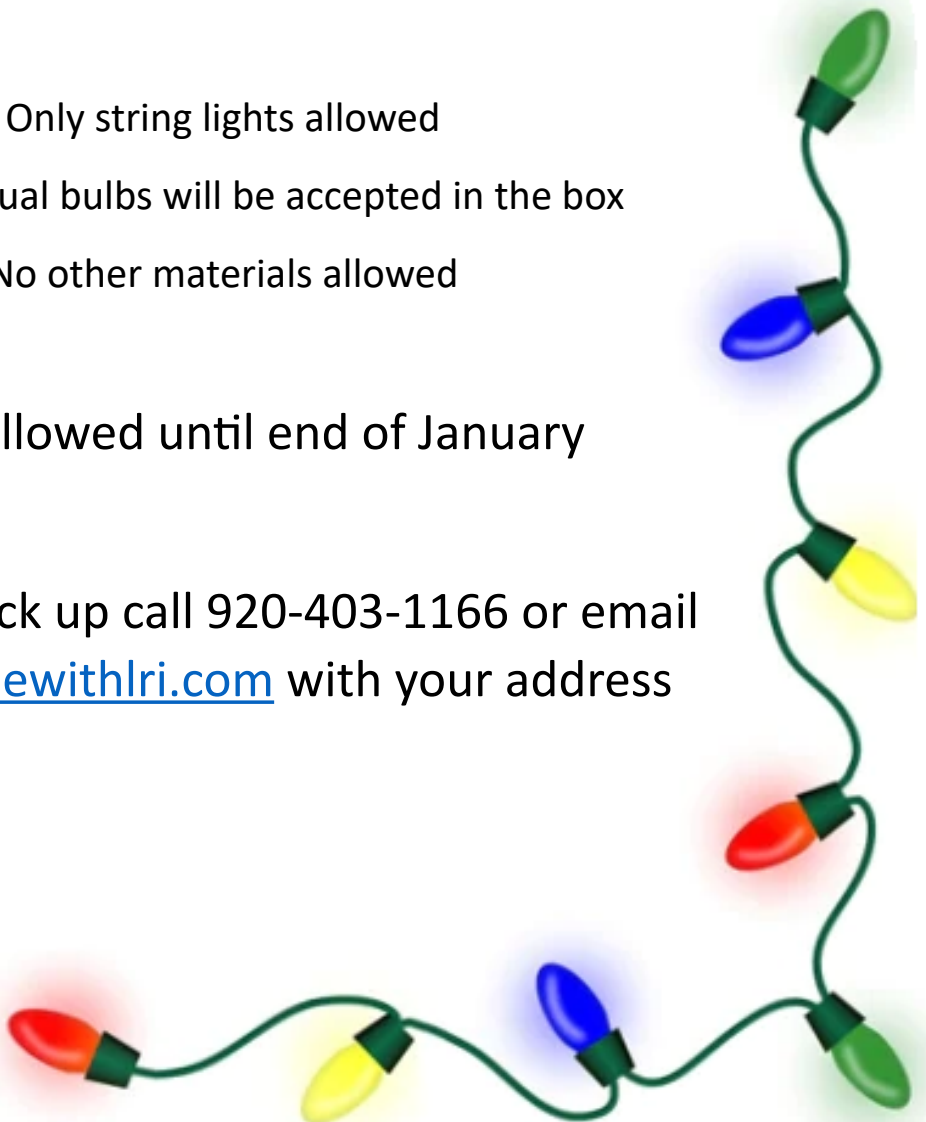 Only string lights allowed
ual bulbs will be accepted in the box
No other materials allowed
llowed until end of January
ck up call 920-403-1166 or email
ewithlri.com with your address